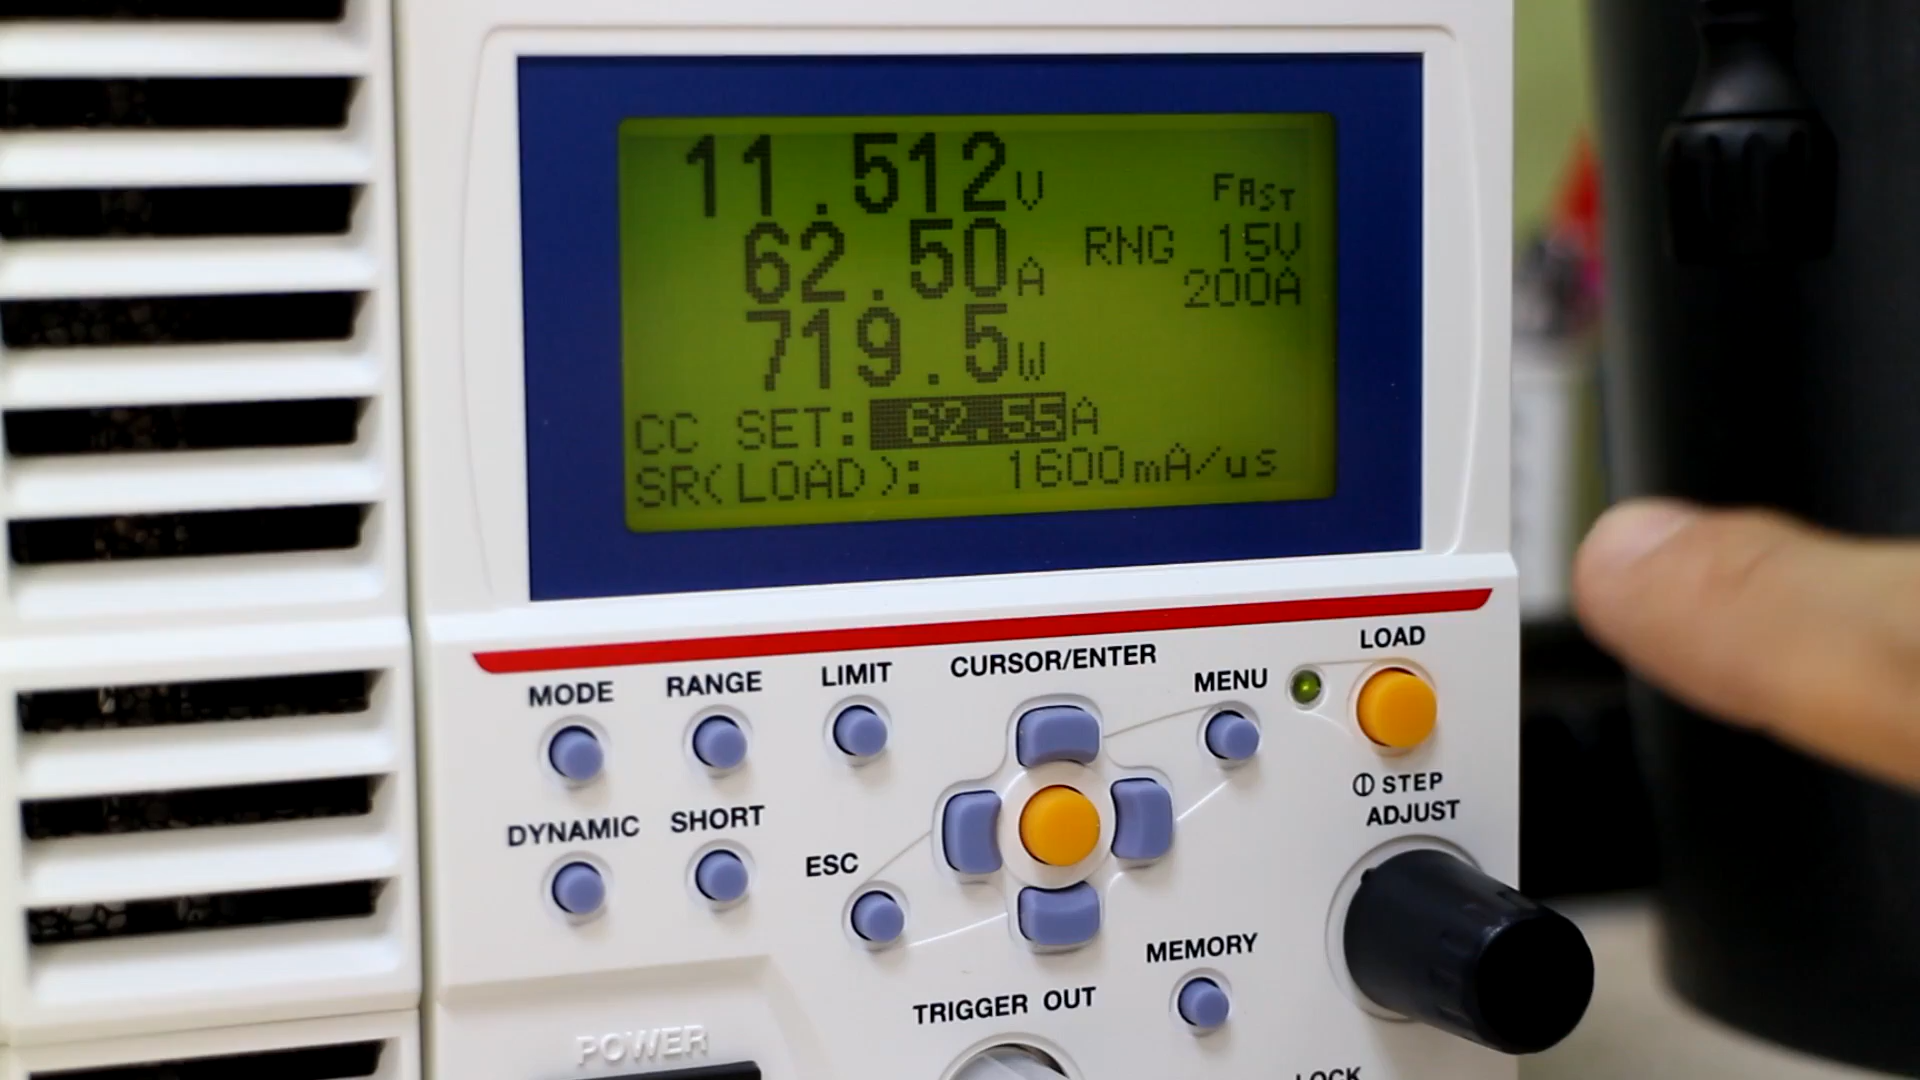 11.512V
FAST
62.50A
RNG 15V
200A
719.5W
CC SET: 62.55A
SR(LOAD): 1600mA/us
MODE
RANGE
LIMIT
CURSOR/ENTER
MENU
LOAD
DYNAMIC
SHORT
ESC
STEP
ADJUST
MEMORY
TRIGGER OUT
POWER
LOCK